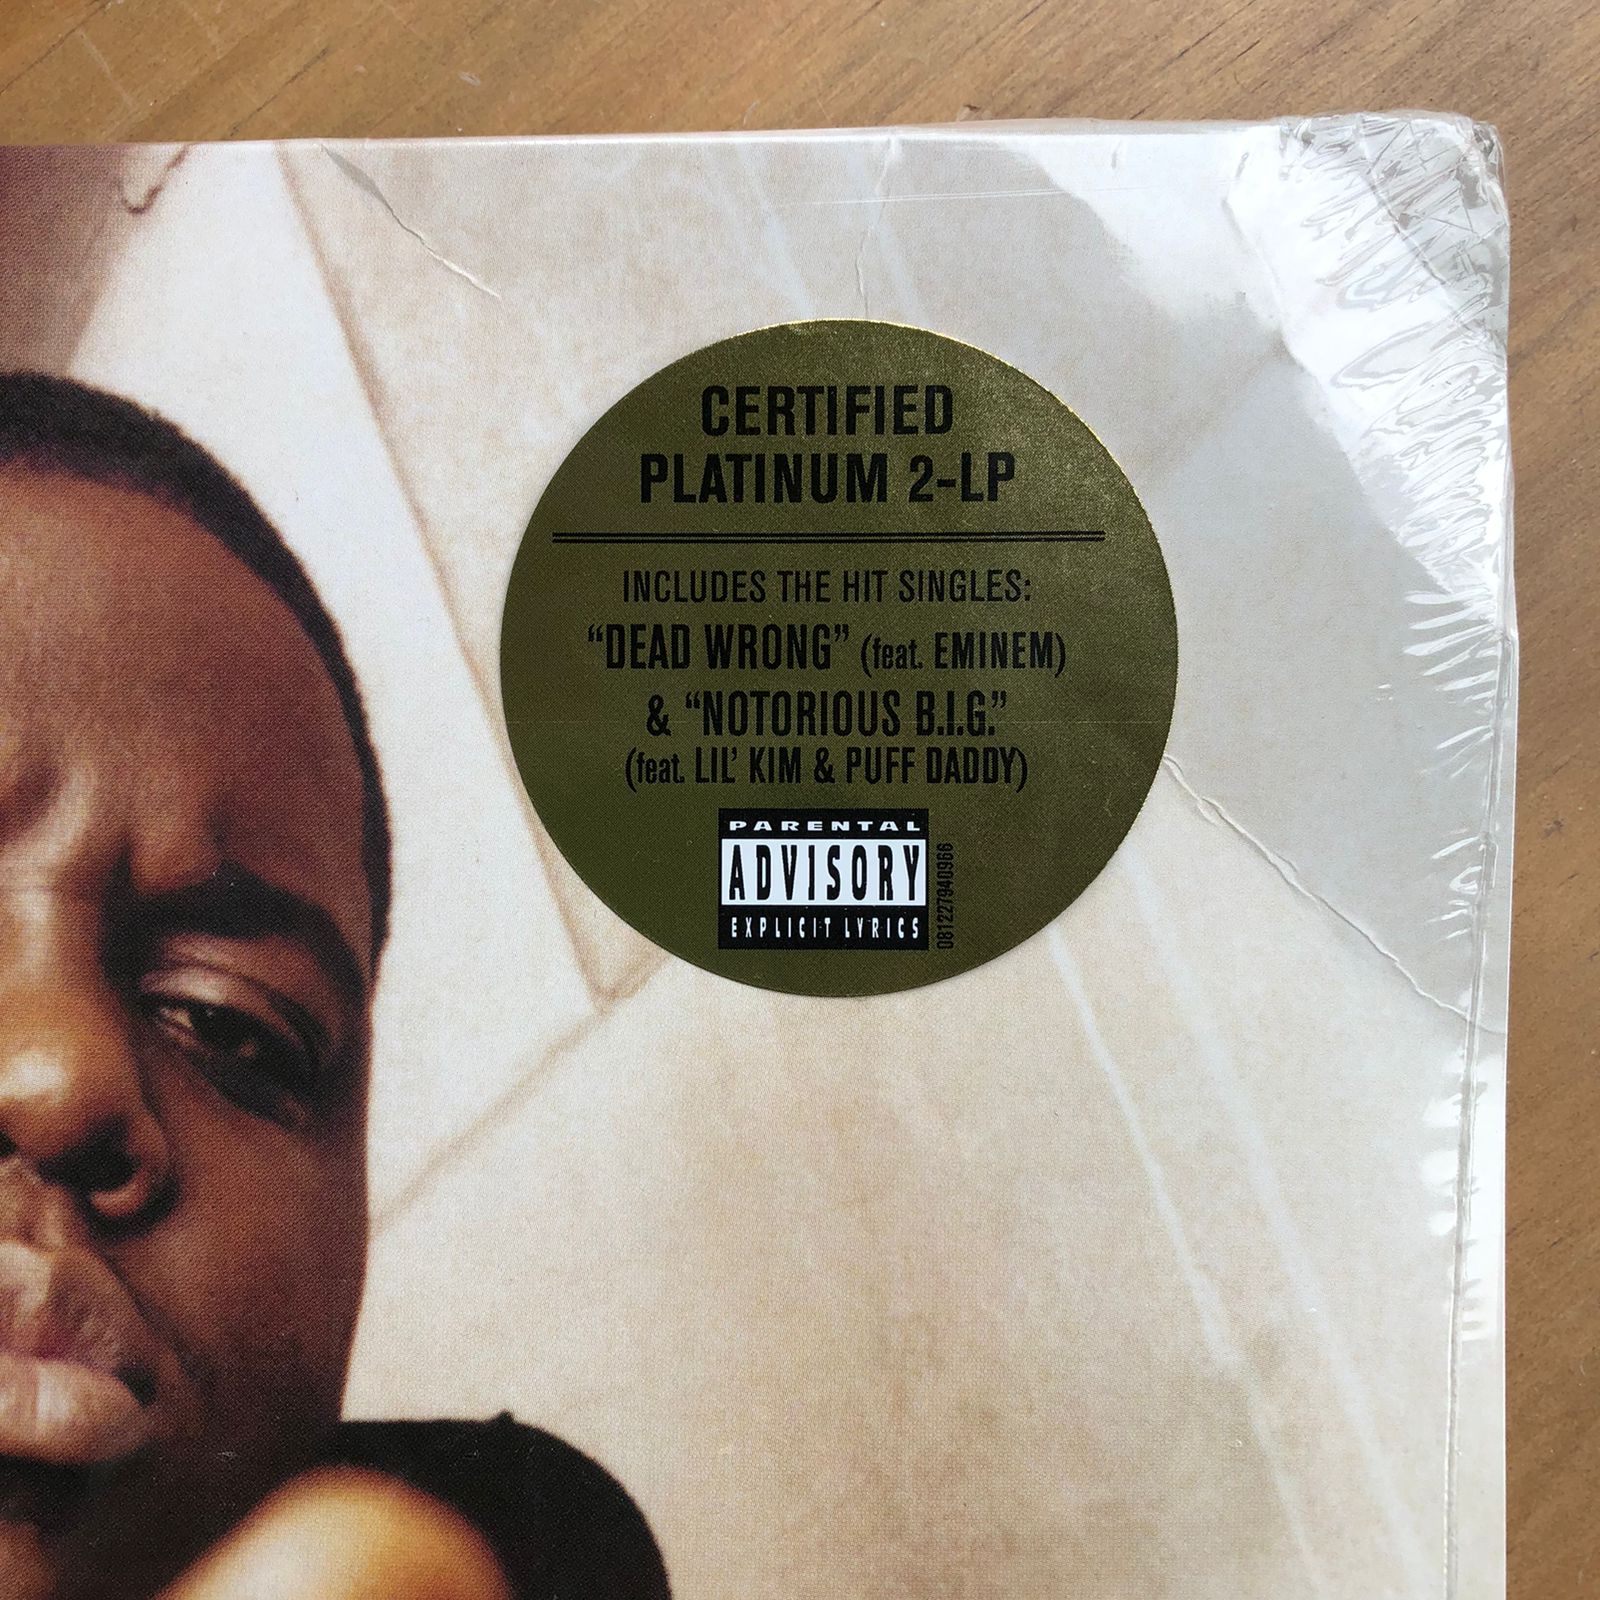 CERTIFIED
PLATINUM 2-LP
INCLUDES THE HIT SINGLES:
“DEAD WRONG” (feat. EMINEM)
& “NOTORIOUS B.I.G.”
(feat. LIL’ KIM & PUFF DADDY)
PARENTAL
ADVISORY
EXPLICIT LYRICS
081227940966